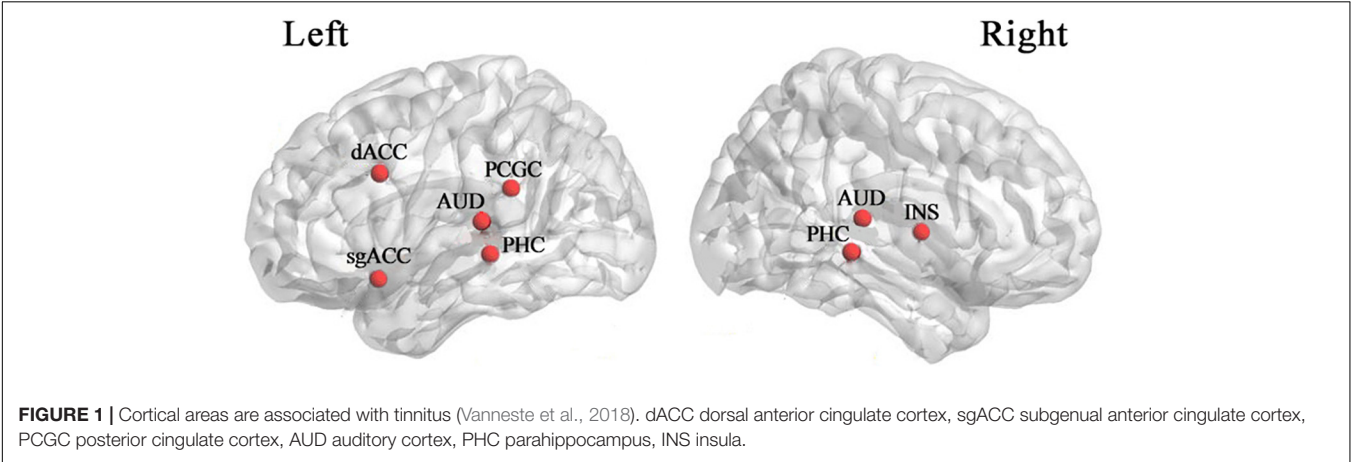 Left
Right
dACC
PCGC
AUD
PHC
sgACC
AUD
INS
PHC
FIGURE 1 | Cortical areas are associated with tinnitus (Vanneste et al., 2018). dACC dorsal anterior cingulate cortex, sgACC subgenual anterior cingulate cortex,
PCGC posterior cingulate cortex, AUD auditory cortex, PHC parahippocampus, INS insula.